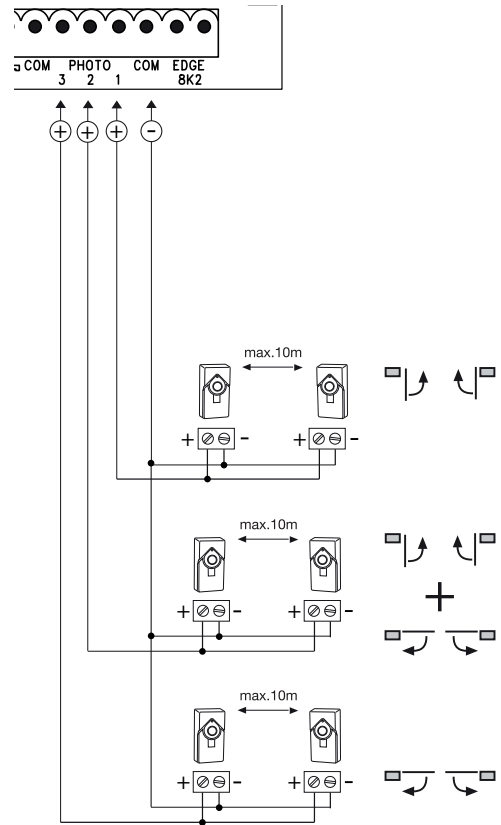 COM PHOTO COM EDGE
3 2 1 8K2
+ + + -
max.10m
+ - + -
max.10m
+ - + -
+
max.10m
+ - + -